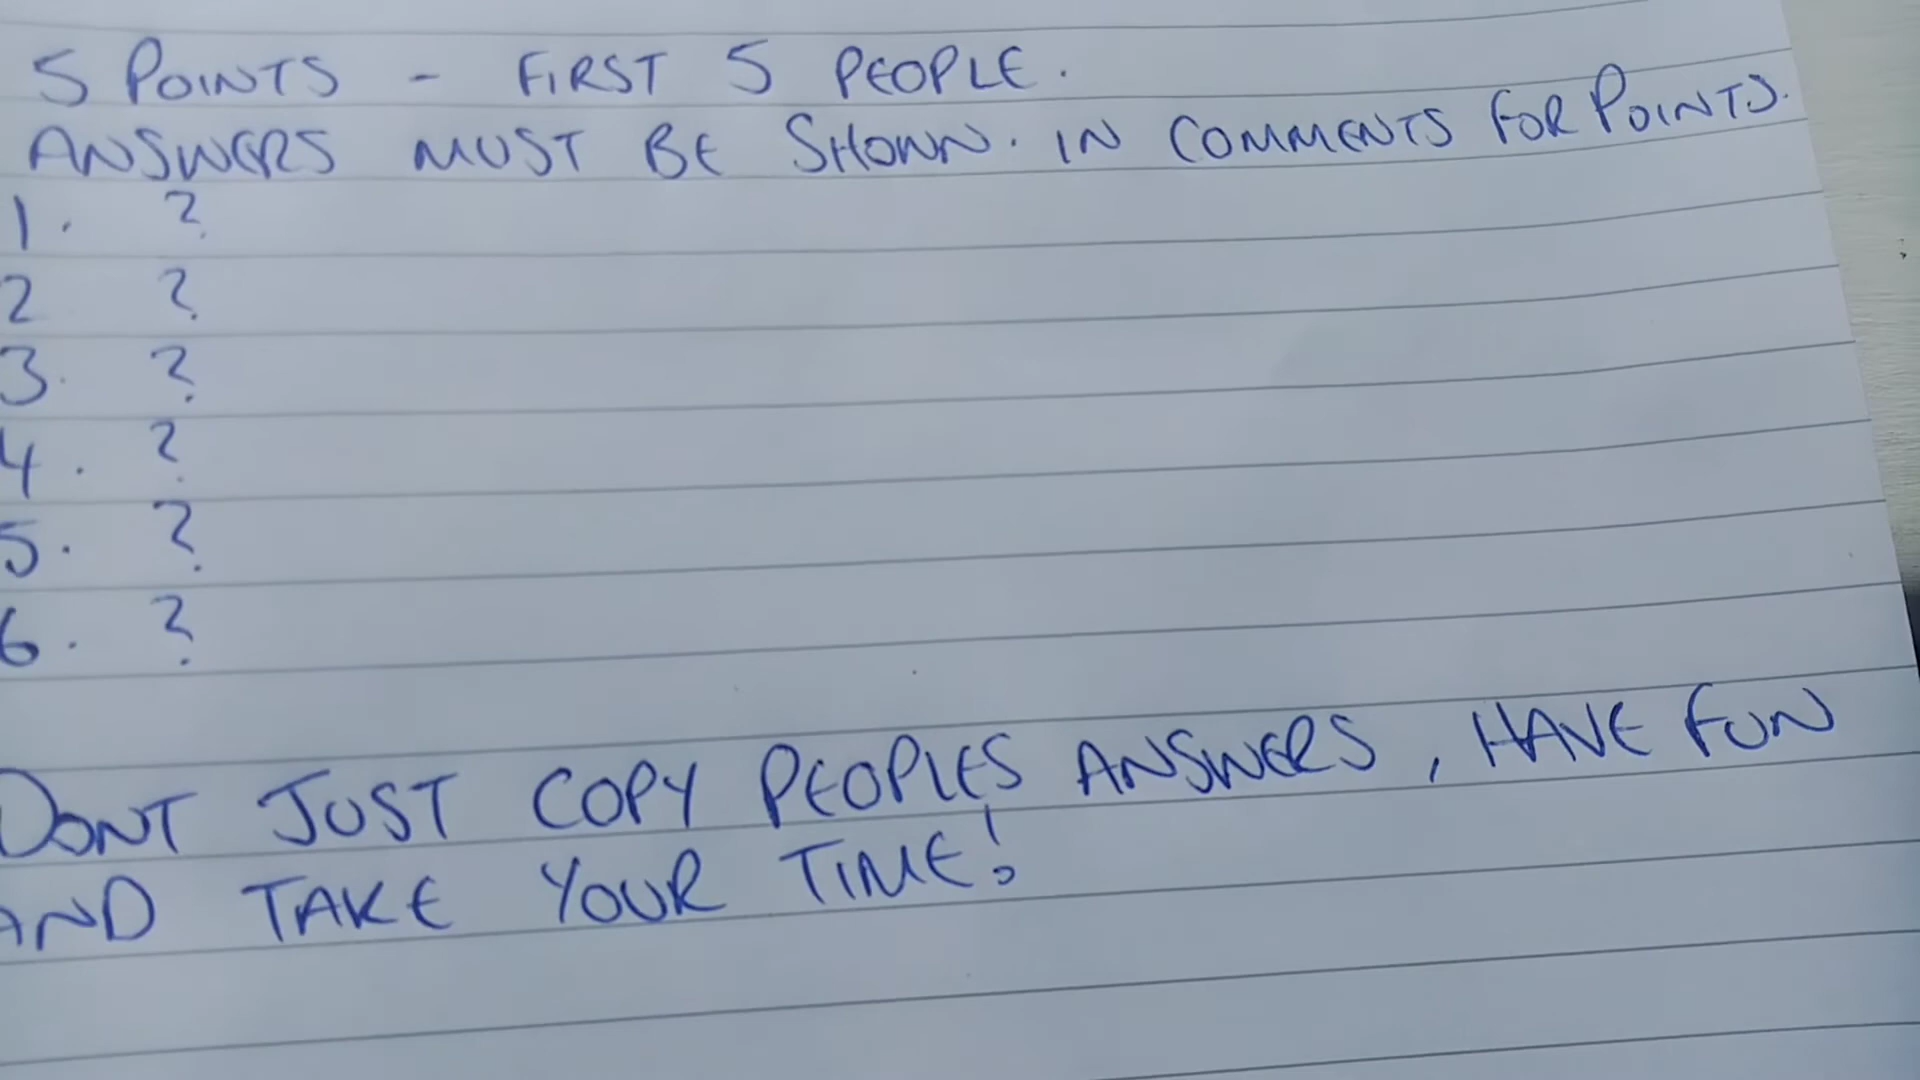 5 POINTS - FIRST 5 PEOPLE.
ANSWERS MUST BE SHOWN. IN COMMENTS FOR POINTS.
1. ?
2 ?
3. ?
4. ?
5. ?
6. ?
DONT JUST COPY PEOPLES ANSWERS, HAVE FUN
AND TAKE YOUR TIME!